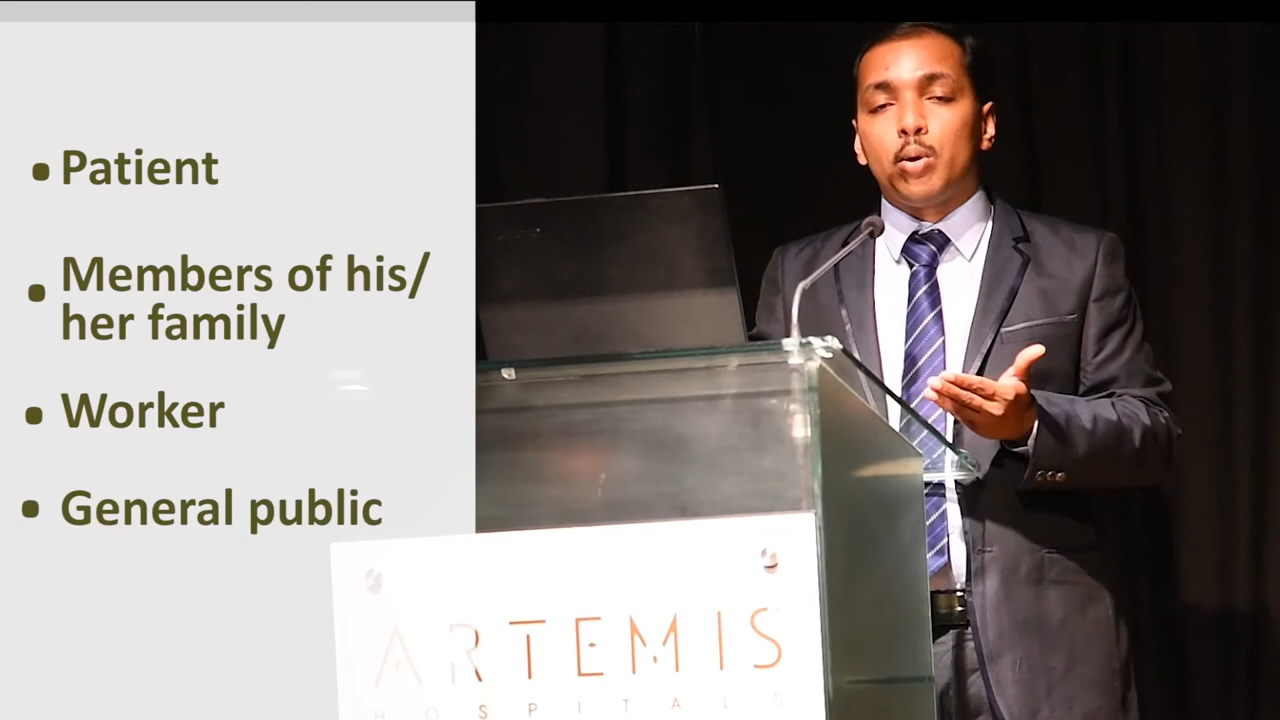 • Patient
• Members of his/
her family
• Worker
• General public
ARTEMIS
HOSPITALS